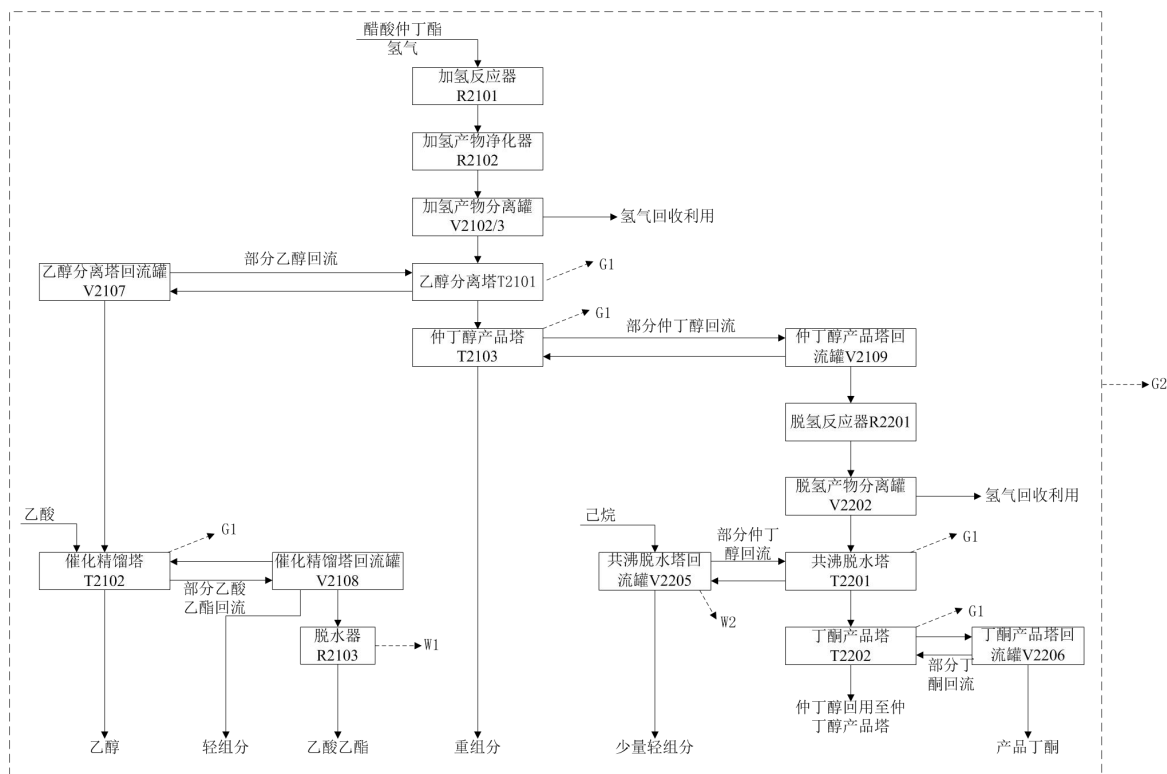 醋酸仲丁酯
氢气
加氢反应器
R2101
加氢产物净化器
R2102
加氢产物分离罐
V2102/3
氢气回收利用
乙醇分离塔回流罐
V2107
部分乙醇回流
乙醇分离塔T2101
G1
仲丁醇产品塔
T2103
G1
部分仲丁醇回流
仲丁醇产品塔回
流罐V2109
G2
脱氢反应器R2201
脱氢产物分离罐
V2202
氢气回收利用
乙酸
催化精馏塔
T2102
G1
部分乙酸
乙酯回流
催化精馏塔回流罐
V2108
脱水器
R2103
W1
己烷
共沸脱水塔回
流罐V2205
部分仲丁
醇回流
W2
共沸脱水塔
T2201
G1
丁酮产品塔
T2202
G1
丁酮产品塔回
流罐V2206
部分丁
酮回流
仲丁醇回用至仲
丁醇产品塔
乙醇
轻组分
乙酸乙酯
重组分
少量轻组分
产品丁酮